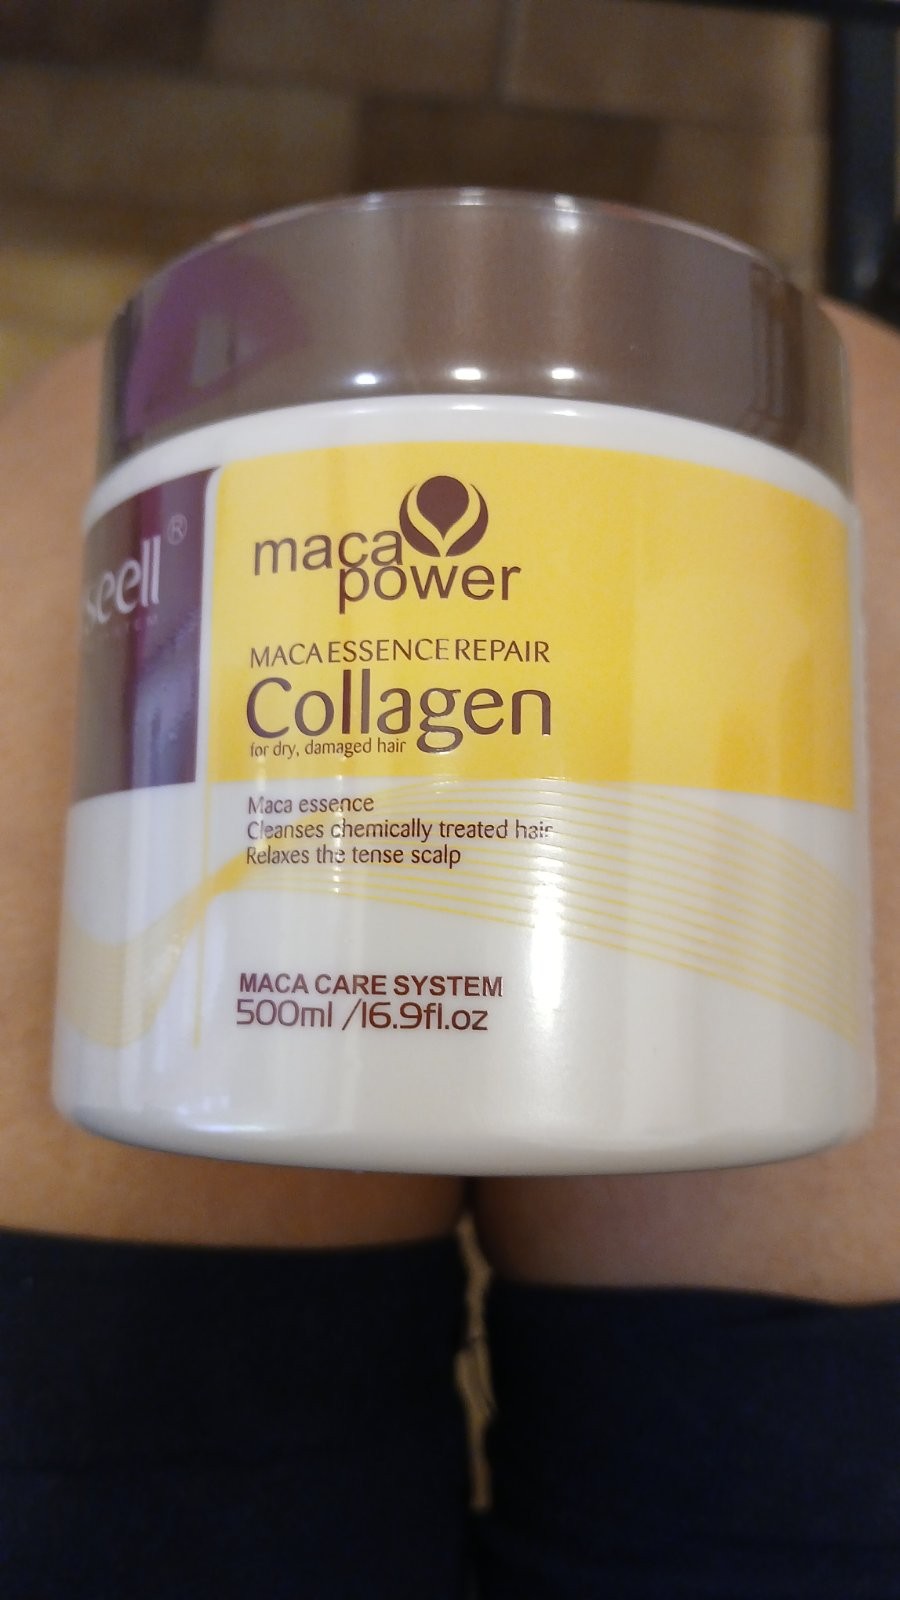 seell®
maca
power
MACA ESSENCE REPAIR
Collagen
for dry, damaged hair
Maca essence
Cleanses chemically treated hair
Relaxes the tense scalp
MACA CARE SYSTEM
500ml /16.9fl.oz